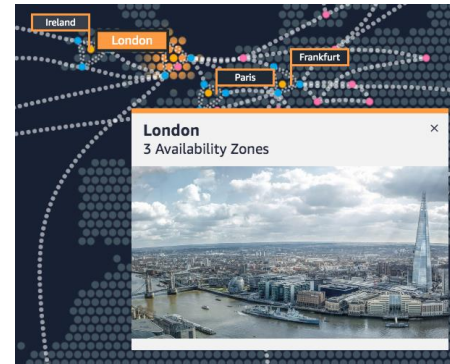 Ireland
London
Frankfurt
Paris
London
3 Availability Zones
×